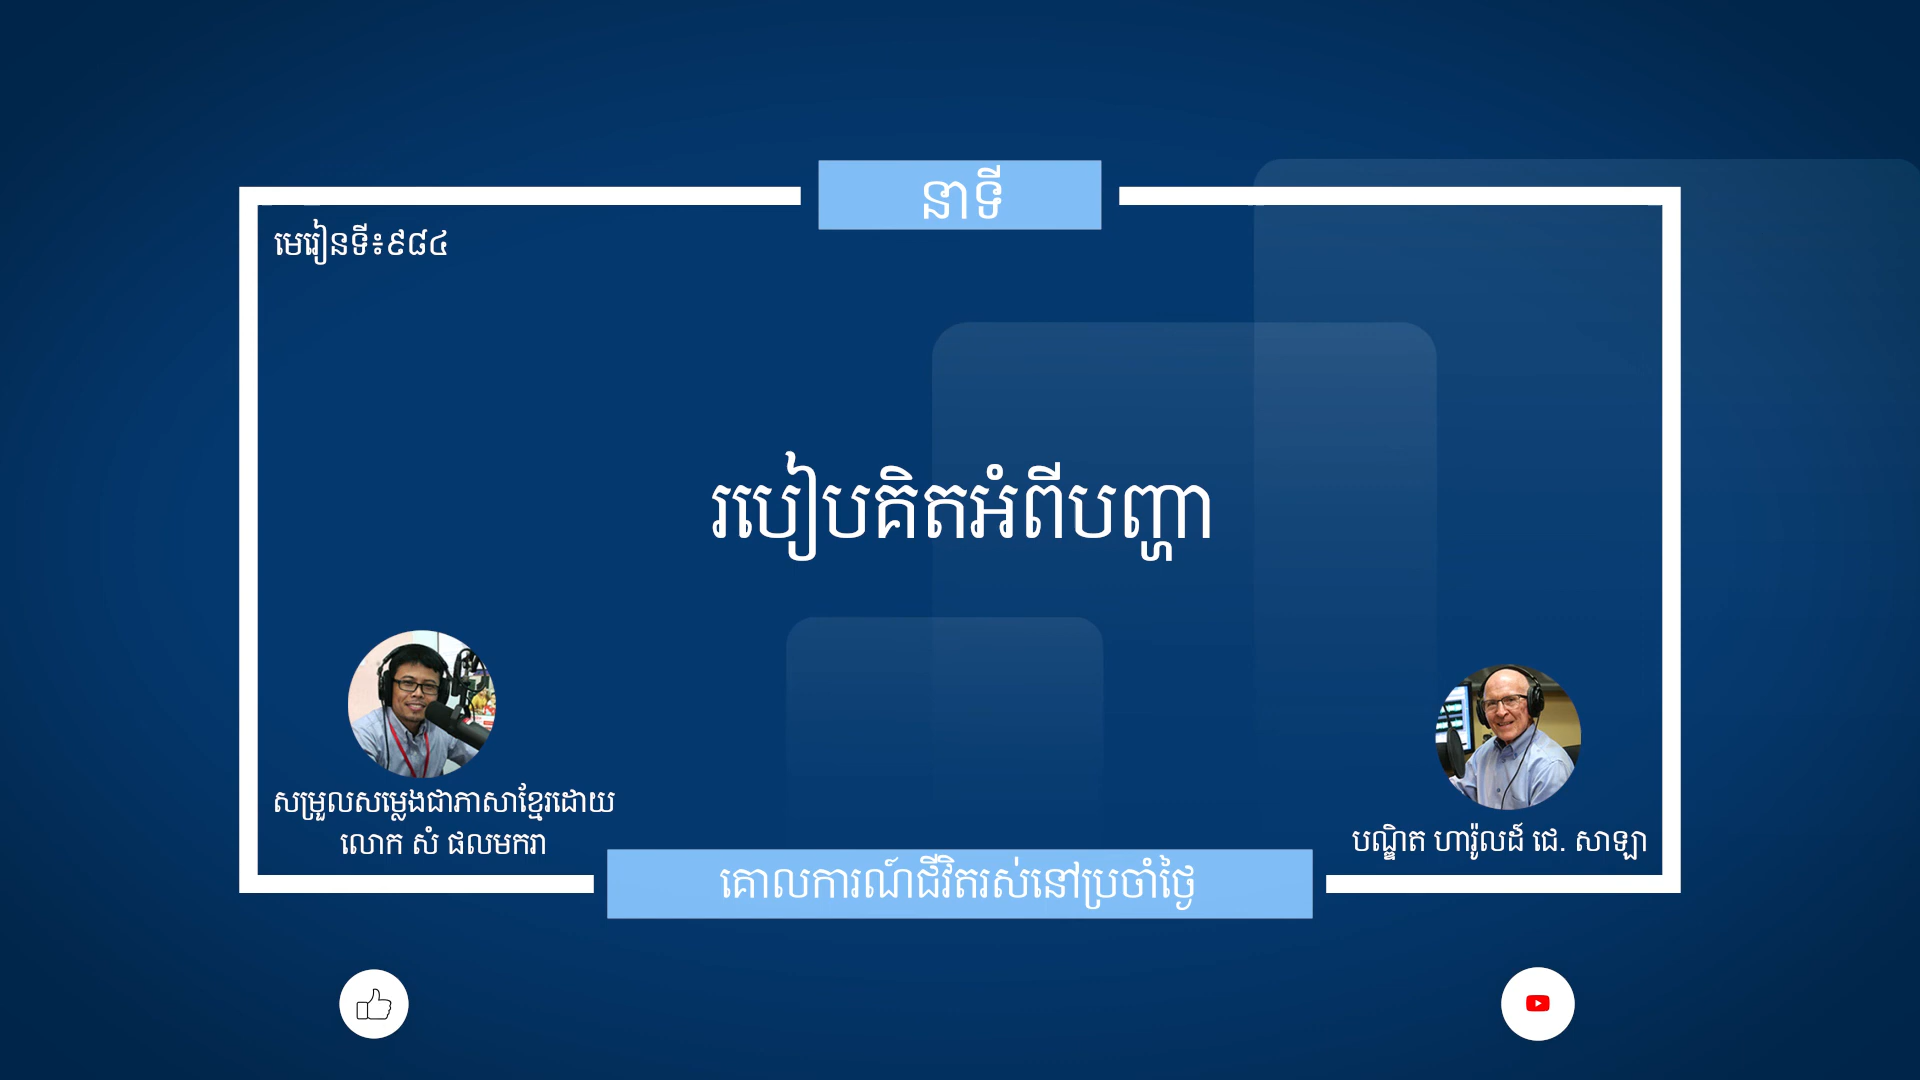 នាទី
មេរៀនទី៖៩៨៤
របៀបគិតអំពីបញ្ហា
សម្រួលសម្លេងជាភាសាខ្មែរដោយ
លោក សំ ផលមករា
បណ្ឌិត ហារ៉ូលដ៍ ជេ. សាឡា
គោលការណ៍ជីវិតរស់នៅប្រចាំថ្ងៃ